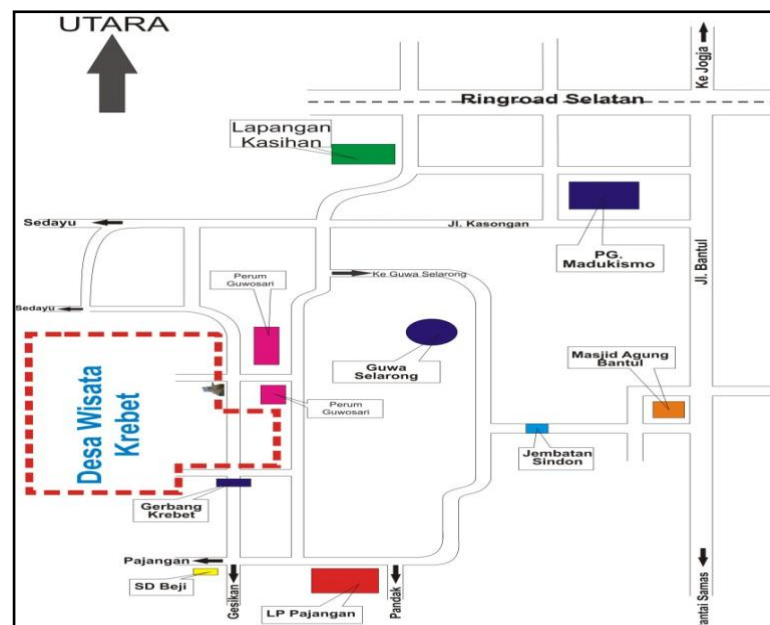 UTARA
Ke Jogja
Ringroad Selatan
Lapangan
Kasihan
Sedayu
Jl. Kasongan
PG.
Madukismo
Jl. Bantul
Ke Guwa Selarong
Perum
Guwosari
Sedayu
Guwa
Selarong
Masjid Agung
Bantul
Desa Wisata
Krebet
Perum
Guwosari
Jembatan
Sindon
Gerbang
Krebet
Pajangan
SD Beji
Gesikan
LP Pajangan
Pandak
antai Samas